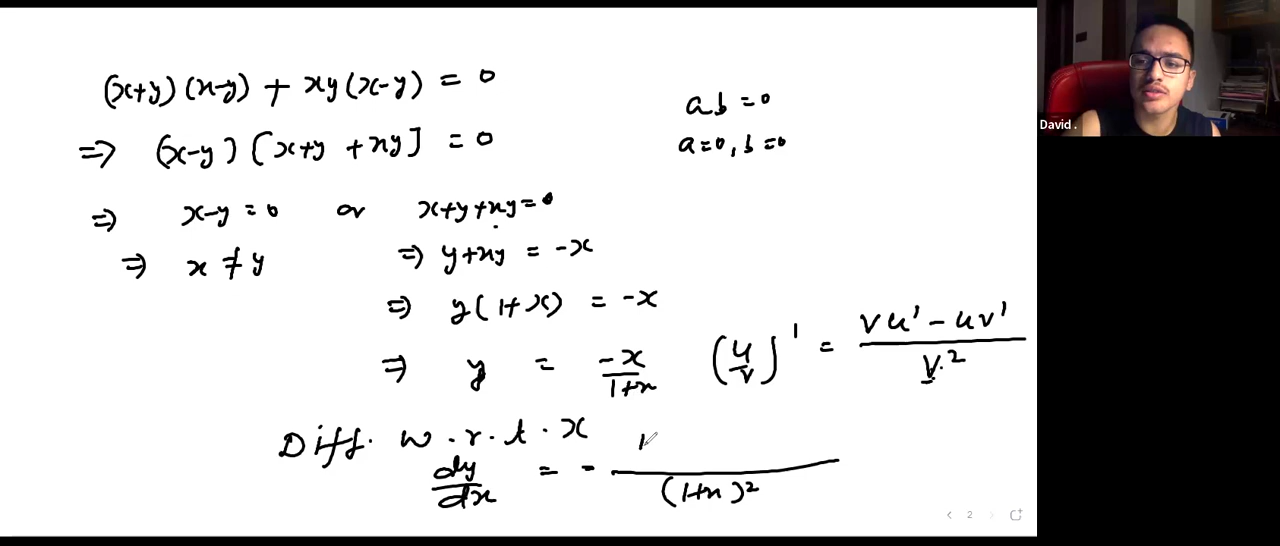 (x+y)(x-y) + xy(x-y) = 0
⇒ (x-y)[x+y+xy] = 0
⇒ x-y = 0 or x+y+xy = 0
⇒ x ≠ y
⇒ y+xy = -x
⇒ y(1+x) = -x
⇒ y = -x/(1+x)
ab = 0
a=0, b=0
(u/v)' = (vu' - uv')/v²
Diff. w.r.t. x
dy/dx = - 1/(1+x)²
2
David .